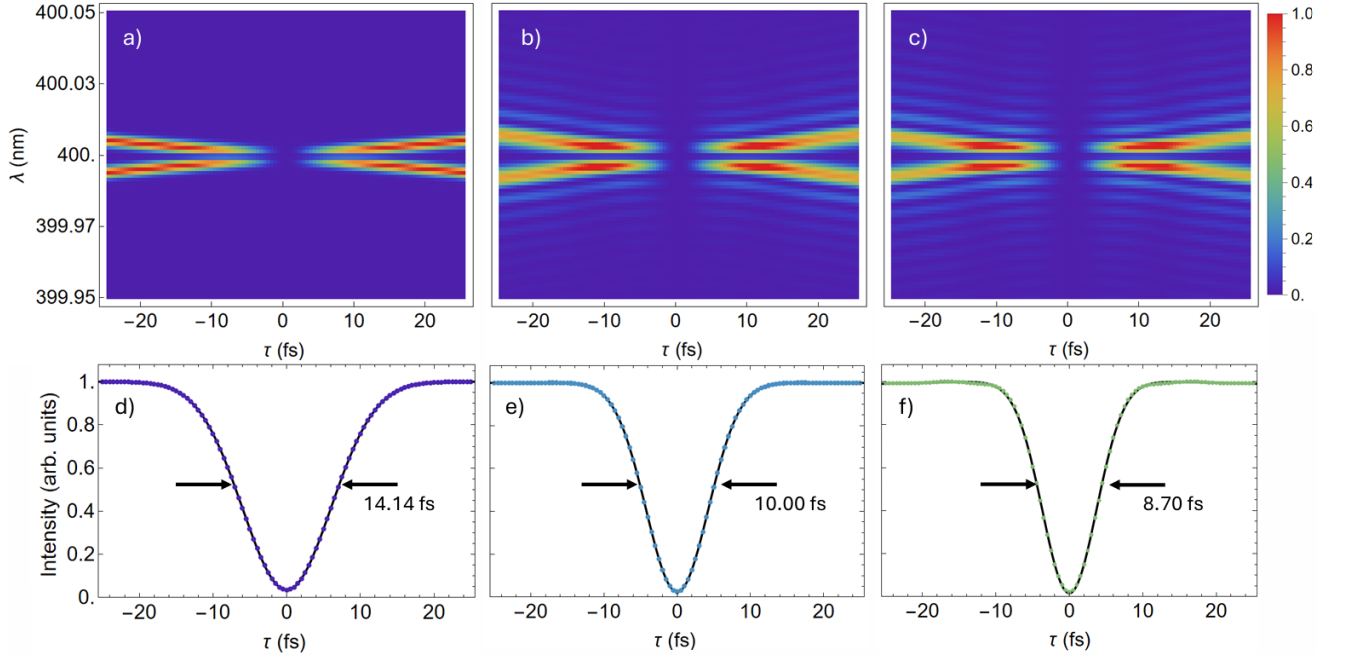 400.05
400.03
400.
399.97
399.95
λ (nm)
a)
b)
c)
1.0
0.8
0.6
0.4
0.2
0.
−20 −10 0 10 20
−20 −10 0 10 20
−20 −10 0 10 20
τ (fs)
τ (fs)
τ (fs)
Intensity (arb. units)
1.
0.8
0.6
0.4
0.2
0.
d)
e)
f)
14.14 fs
10.00 fs
8.70 fs
−20 −10 0 10 20
−20 −10 0 10 20
−20 −10 0 10 20
τ (fs)
τ (fs)
τ (fs)